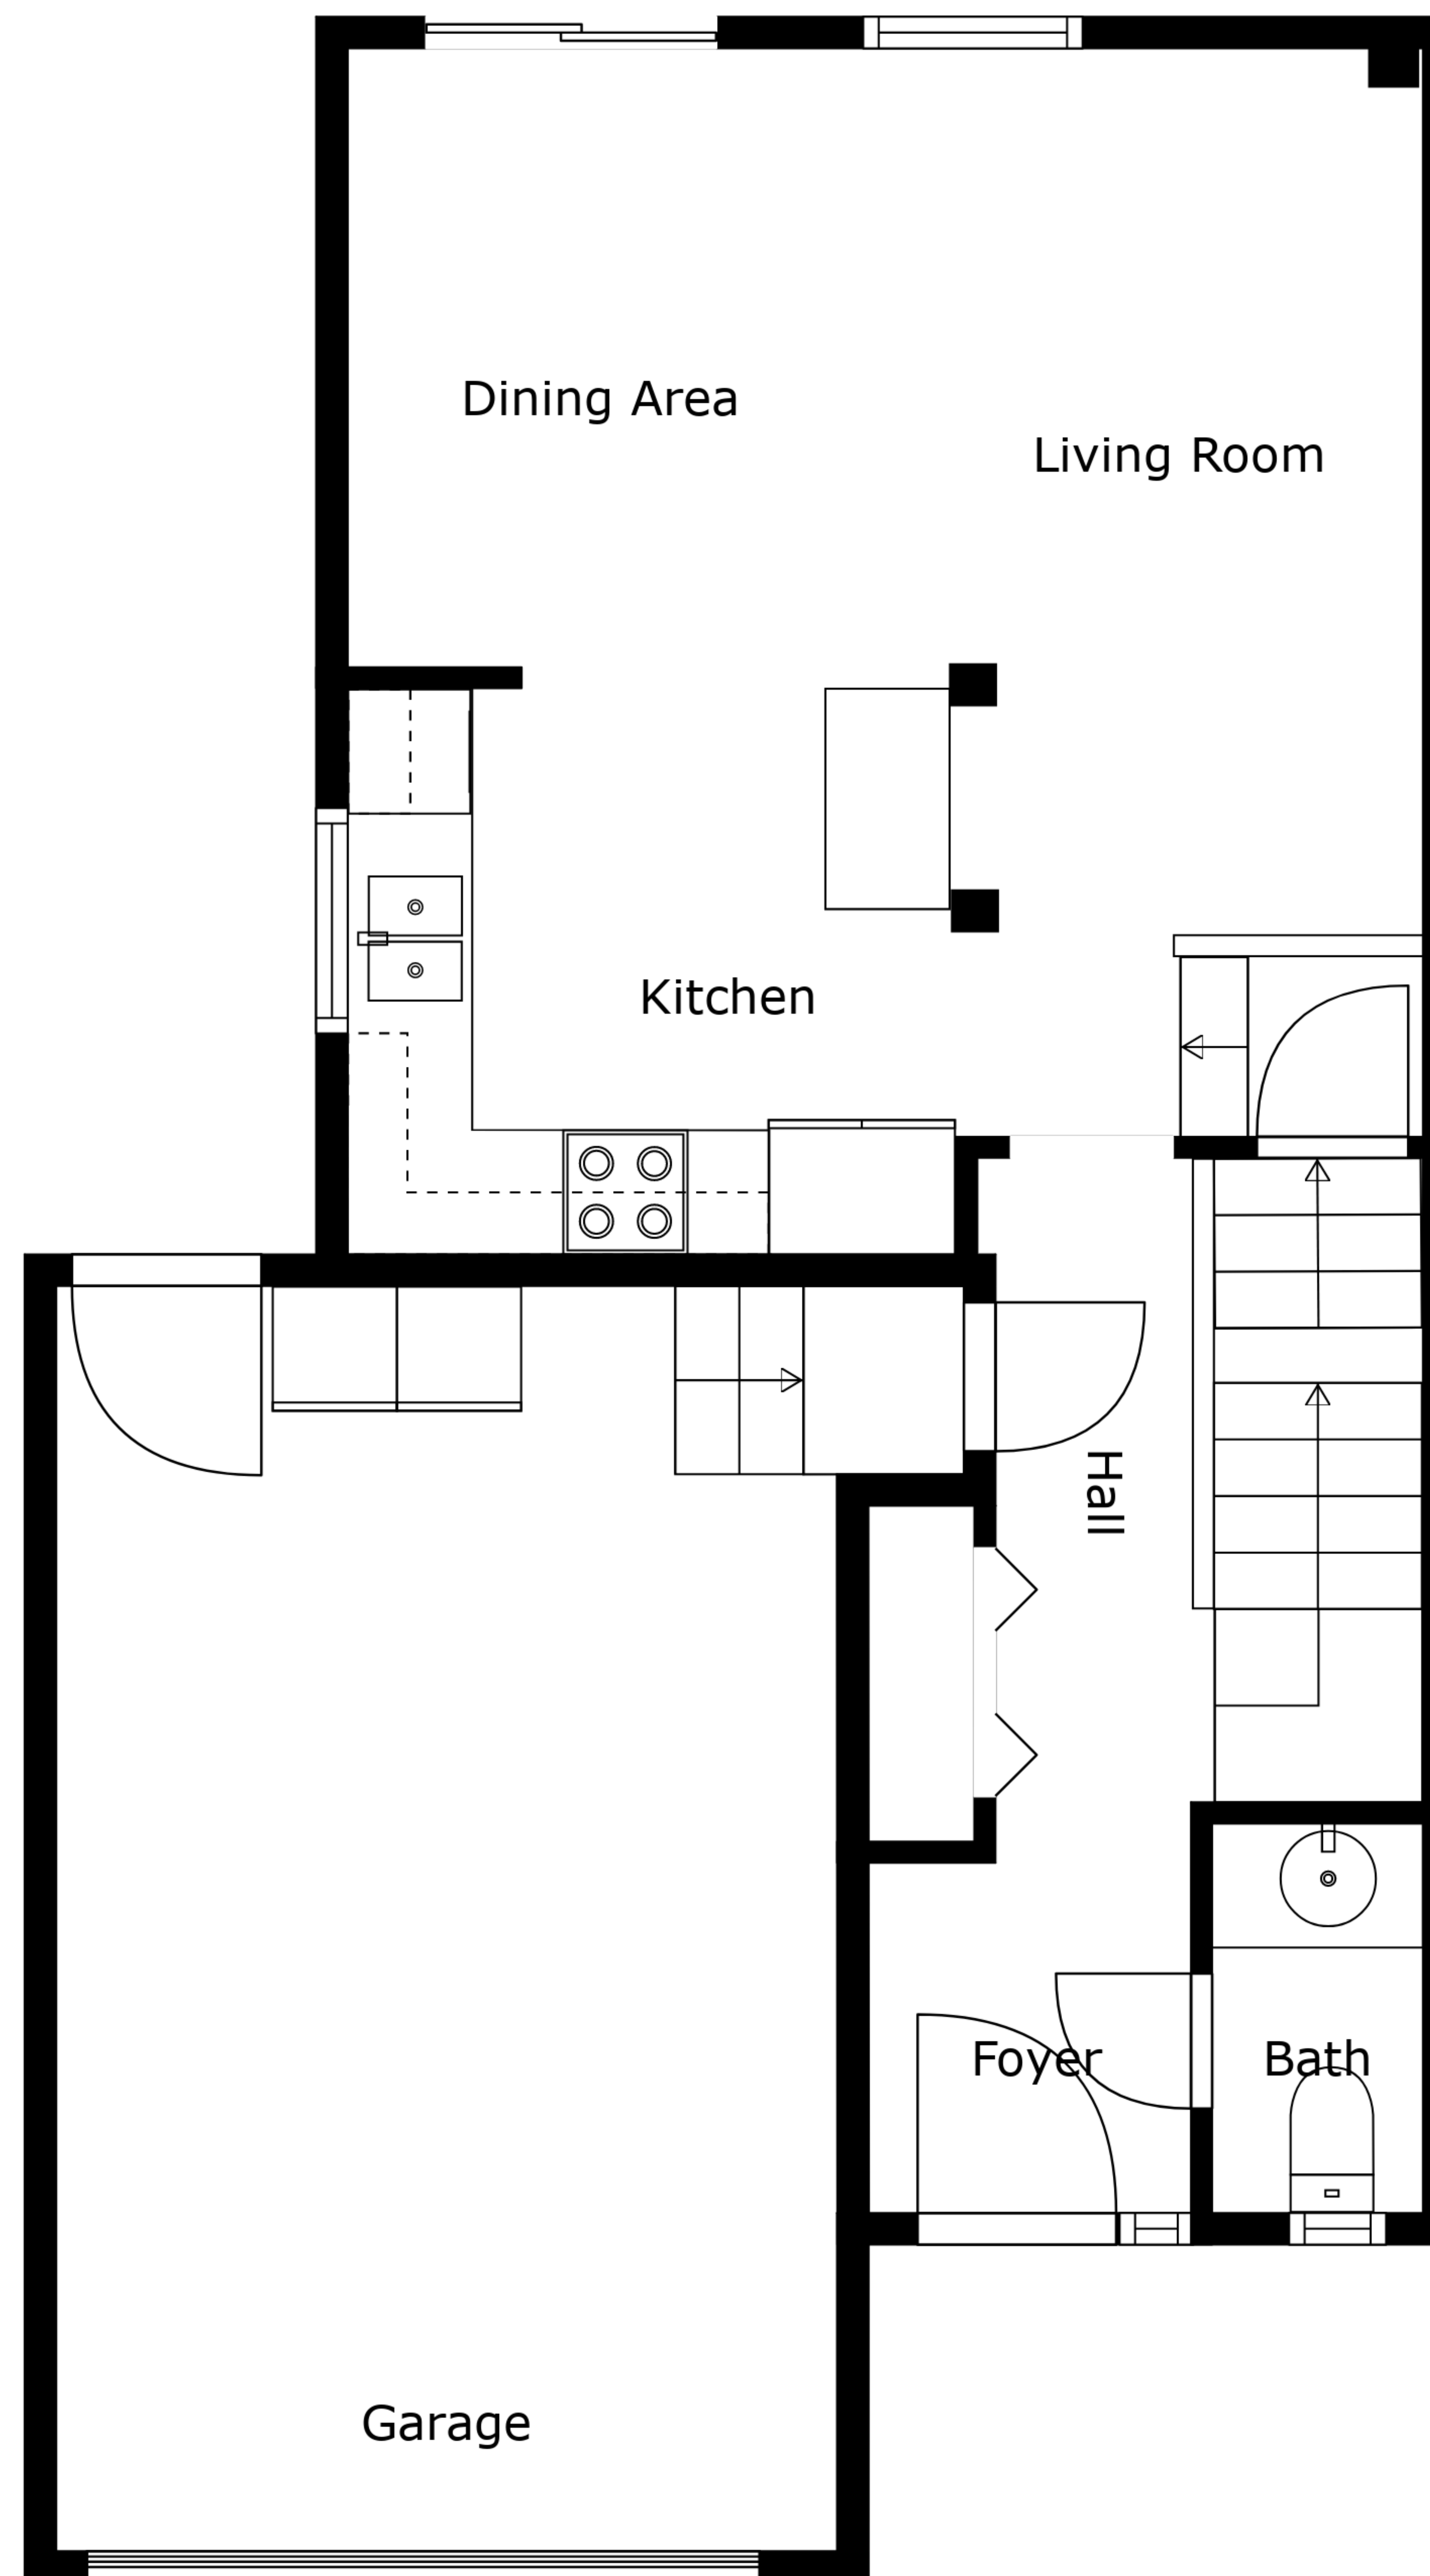 Dining Area
Living Room
Kitchen
Hall
Foyer
Bath
Garage